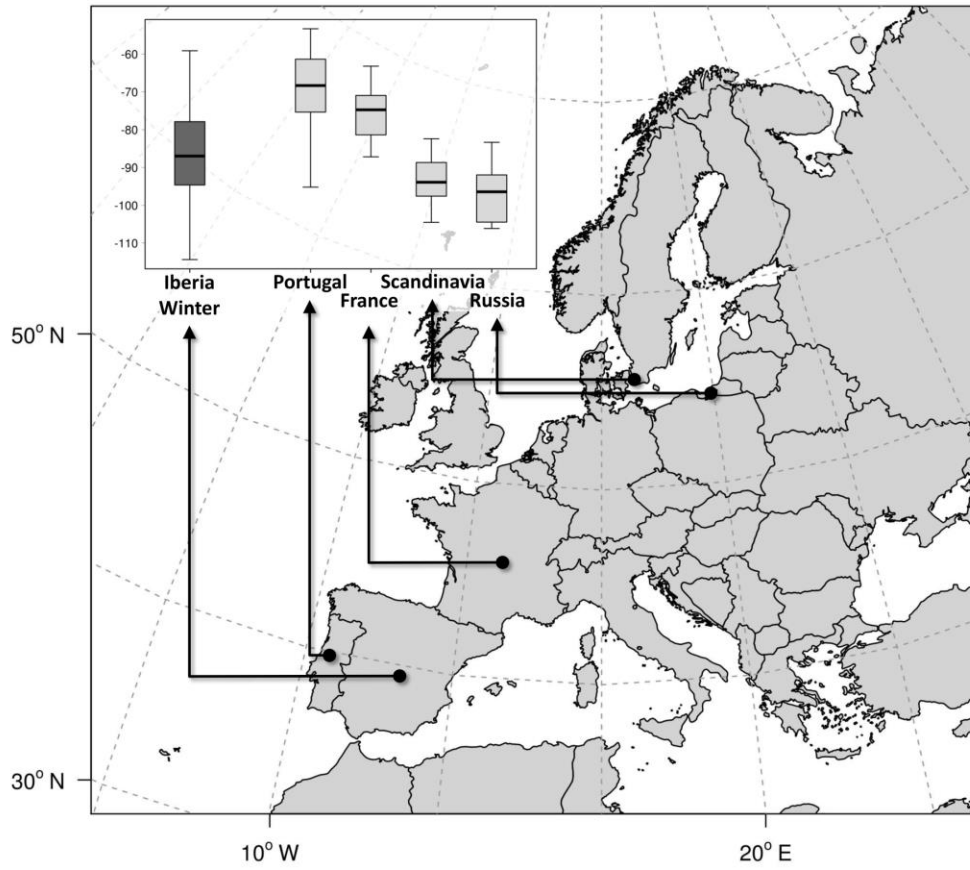 -60
-70
-80
-90
-100
-110
Iberia
Winter
Portugal
France
Scandinavia
Russia
50° N
30° N
10° W
20° E